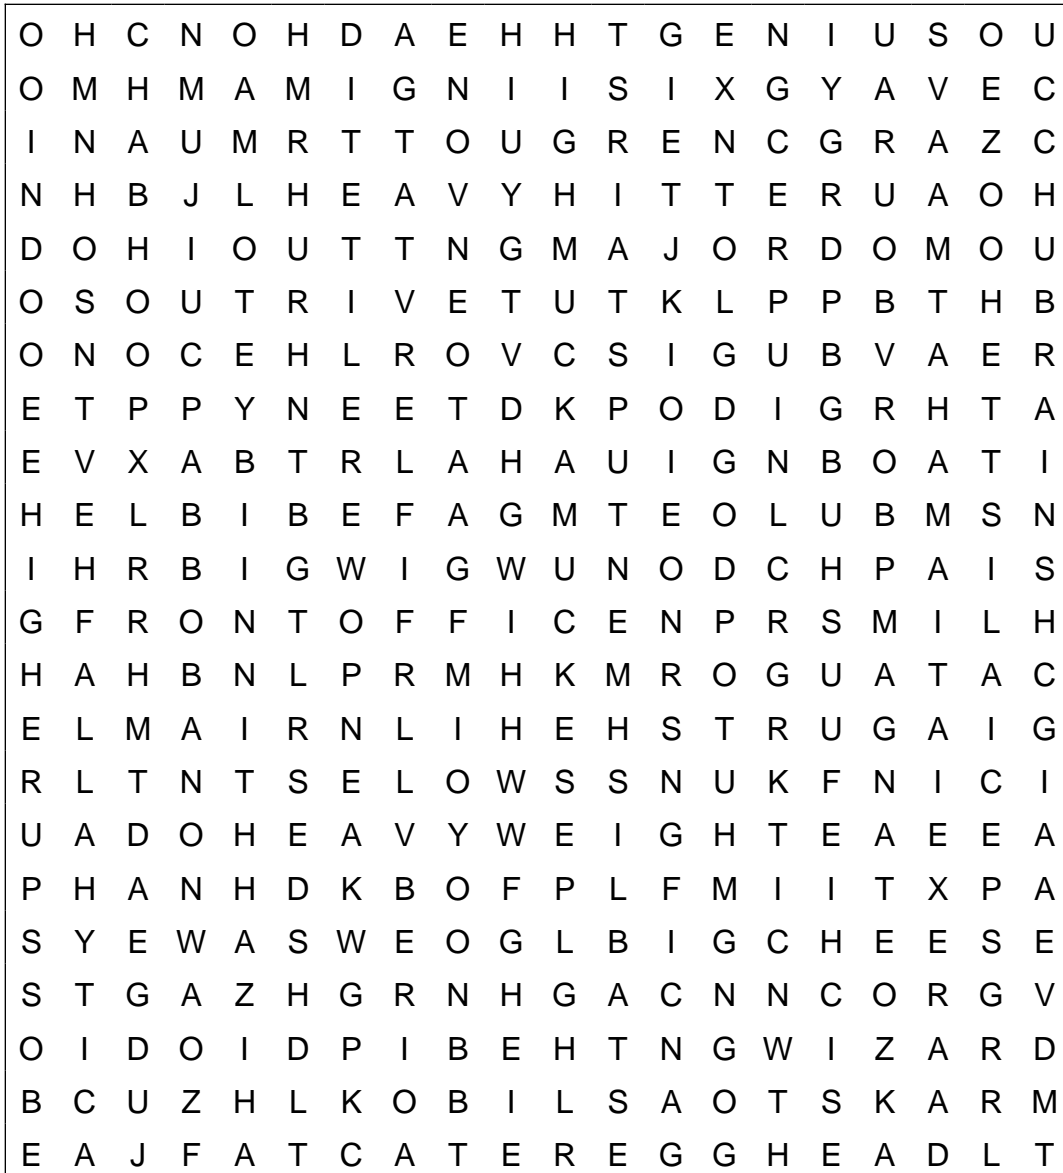 O H C N O H D A E H H T G E N I U S O U
O M H M A M I G N I I S I X G Y A V E C
I N A U M R T T O U G R E N C G R A Z C
N H B J L H E A V Y H I T T E R U A O H
D O H I O U T T N G M A J O R D O M O U
O S O U T R I V E T U T K L P P B T H B
O N O C E H L R O V C S I G U B V A E R
E T P P Y N E E T D K P O D I G R H T A
E V X A B T R L A H A U I G N B O A T I
H E L B I B E F A G M T E O L U B M S N
I H R B I G W I G W U N O D C H P A I S
G F R O N T O F F I C E N P R S M I L H
H A H B N L P R M H K M R O G U A T A C
E L M A I R N L I H E H S T R U G A I G
R L T N T S E L O W S S N U K F N I C I
U A D O H E A V Y W E I G H T E A E E A
P H A N H D K B O F P L F M I I T X P A
S Y E W A S W E O G L B I G C H E E S E
S T G A Z H G R N H G A C N N C O R G V
O I D O I D P I B E H T N G W I Z A R D
B C U Z H L K O B I L S A O T S K A R M
E A J F A T C A T E R E G G H E A D L T